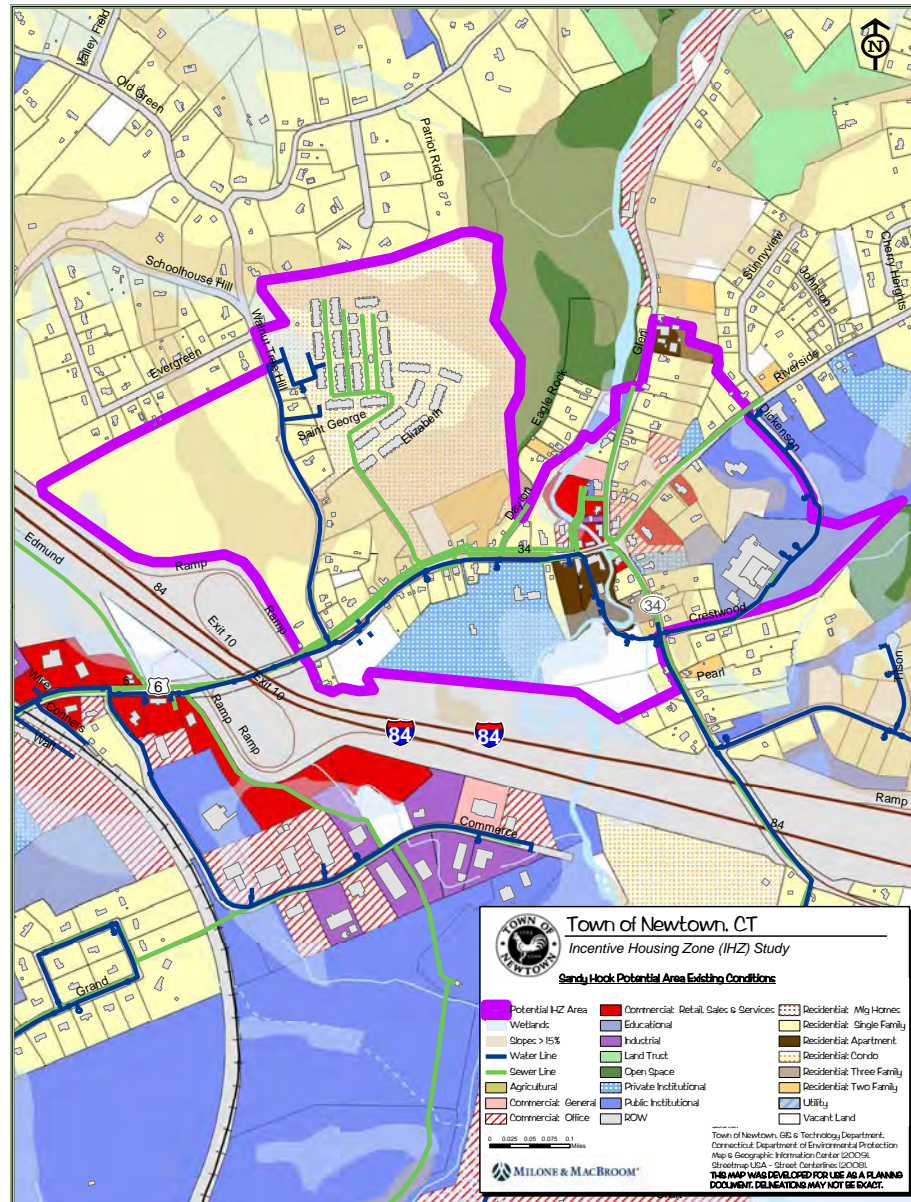 N
Valley Field
Old Green
Patriot Ridge
Schoolhouse Hill
Sunnyview
Johnson
Cherry Heights
Evergreen
Walnut Tree Hill
Glen
Riverside
Dickenson
Saint George
Elizabeth
Eagle Rock
Dayton
34
Edmund
84
Ramp
Ramp
Exit 10
Exit 10
34
Crestwood
Pearl
6
6
Wire
Conners
Wall
Ramp
Ramp
84
84
Ramp
84
Commerce
Grand
TOWN OF
NEWTOWN
Town of Newtown, CT
Incentive Housing Zone (IHZ) Study
Sandy Hook Potential Area Existing Conditions
Potential IHZ Area
Wetlands
Slopes > 15%
Water Line
Sewer Line
Agricultural
Commercial: General
Commercial: Office
Commercial: Retail, Sales & Services
Educational
Industrial
Land Trust
Open Space
Private Institutional
Public Institutional
ROW
Residential: Mfg Homes
Residential: Single Family
Residential: Apartment
Residential: Condo
Residential: Three Family
Residential: Two Family
Utility
Vacant Land
0 0.025 0.05 0.075 0.1
Miles
MILONE & MACBROOM®
Town of Newtown, GIS & Technology Department,
Connecticut Department of Environmental Protection
Map & Geographic Information Center (2009),
Streetmap USA - Street Centerlines (2006).
THIS MAP WAS DEVELOPED FOR USE AS A PLANNING
DOCUMENT. DELINEATIONS MAY NOT BE EXACT.